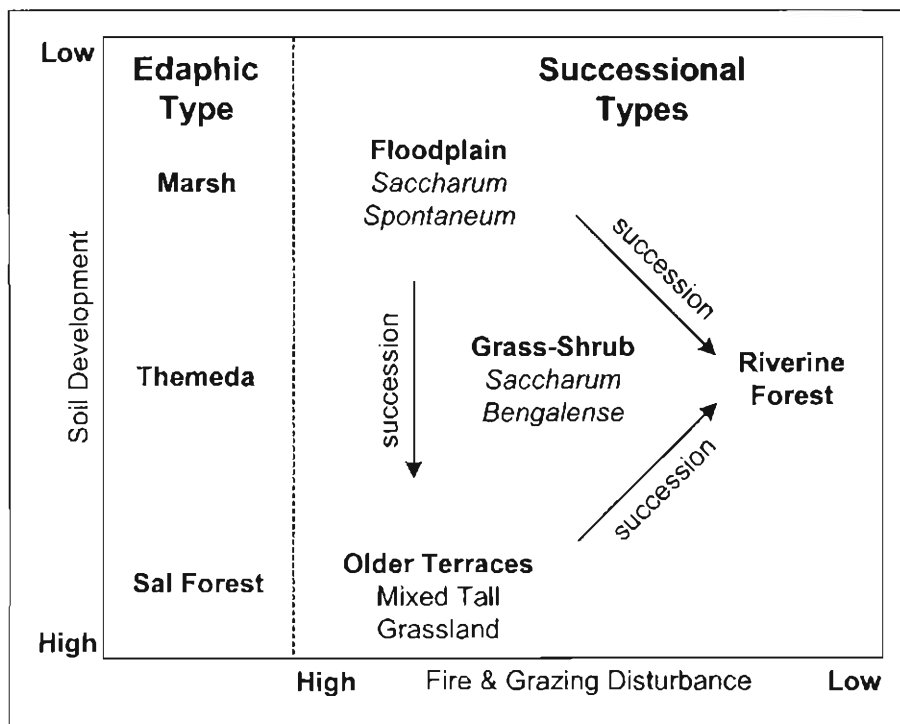 Low
Edaphic
Type
Successional
Types
Marsh
Floodplain
Saccharum
Spontaneum
succession
succession
Soil Development
Themeda
Grass-Shrub
Saccharum
Bengalense
Riverine
Forest
succession
Sal Forest
Older Terraces
Mixed Tall
Grassland
High
High Fire & Grazing Disturbance Low